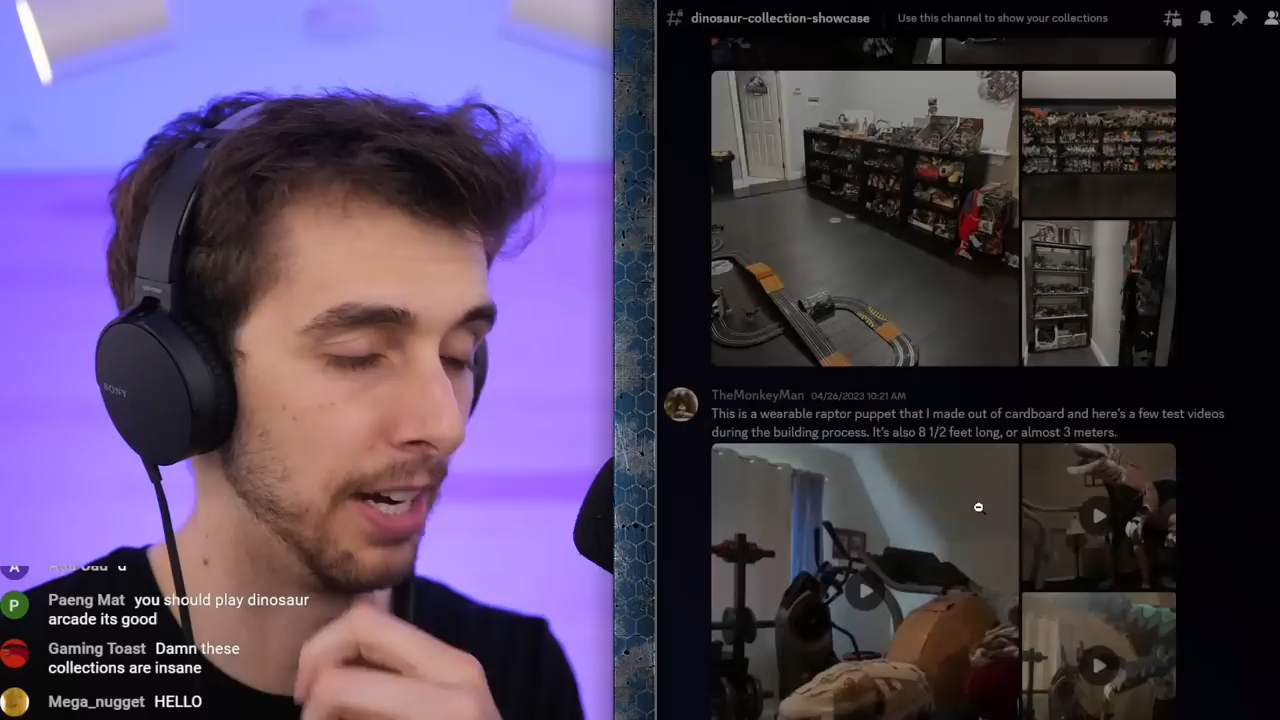 dinosaur-collection-showcase
Use this channel to show your collections
TheMonkeyMan 04/26/2023 10:21 AM
This is a wearable raptor puppet that I made out of cardboard and here's a few test videos
during the building process. It's also 8 1/2 feet long, or almost 3 meters.
SONY
A
P
Paeng Mat you should play dinosaur
arcade its good
Gaming Toast Damn these
collections are insane
Mega_nugget HELLO